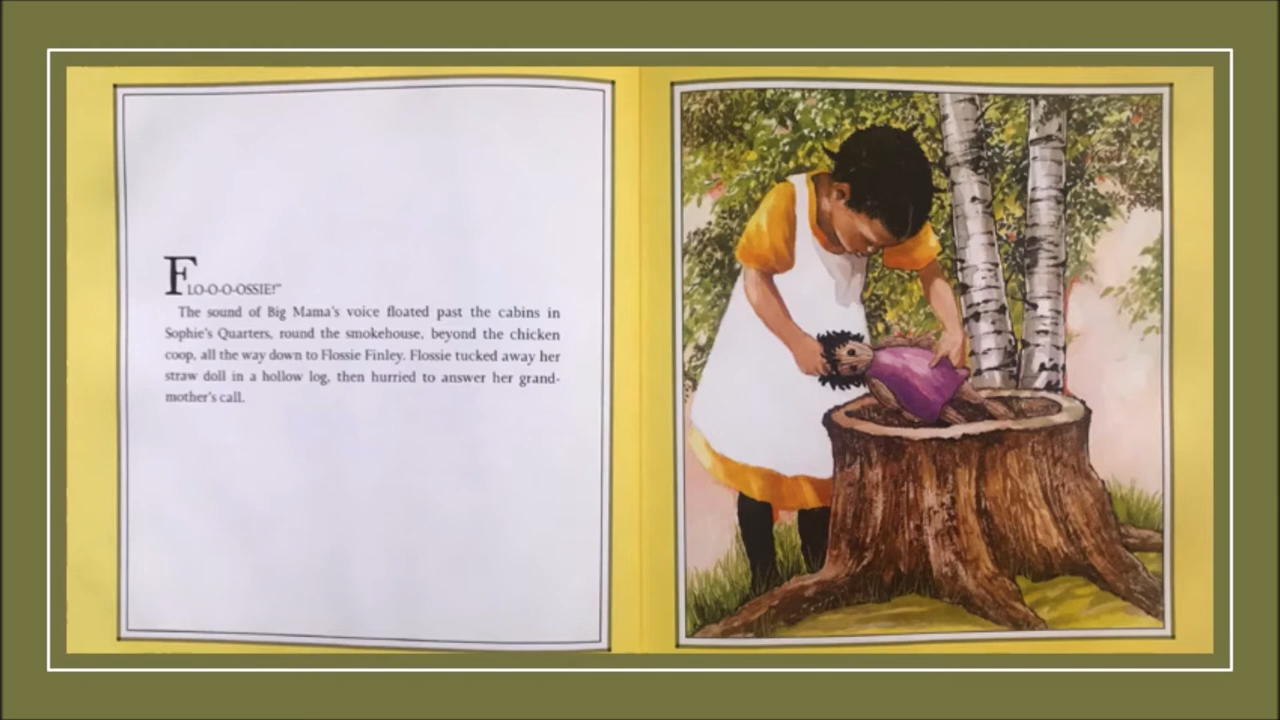 FLO-O-O-OSSIE!"
The sound of Big Mama's voice floated past the cabins in
Sophie's Quarters, round the smokehouse, beyond the chicken
coop, all the way down to Flossie Finley. Flossie tucked away her
straw doll in a hollow log, then hurried to answer her grand-
mother's call.